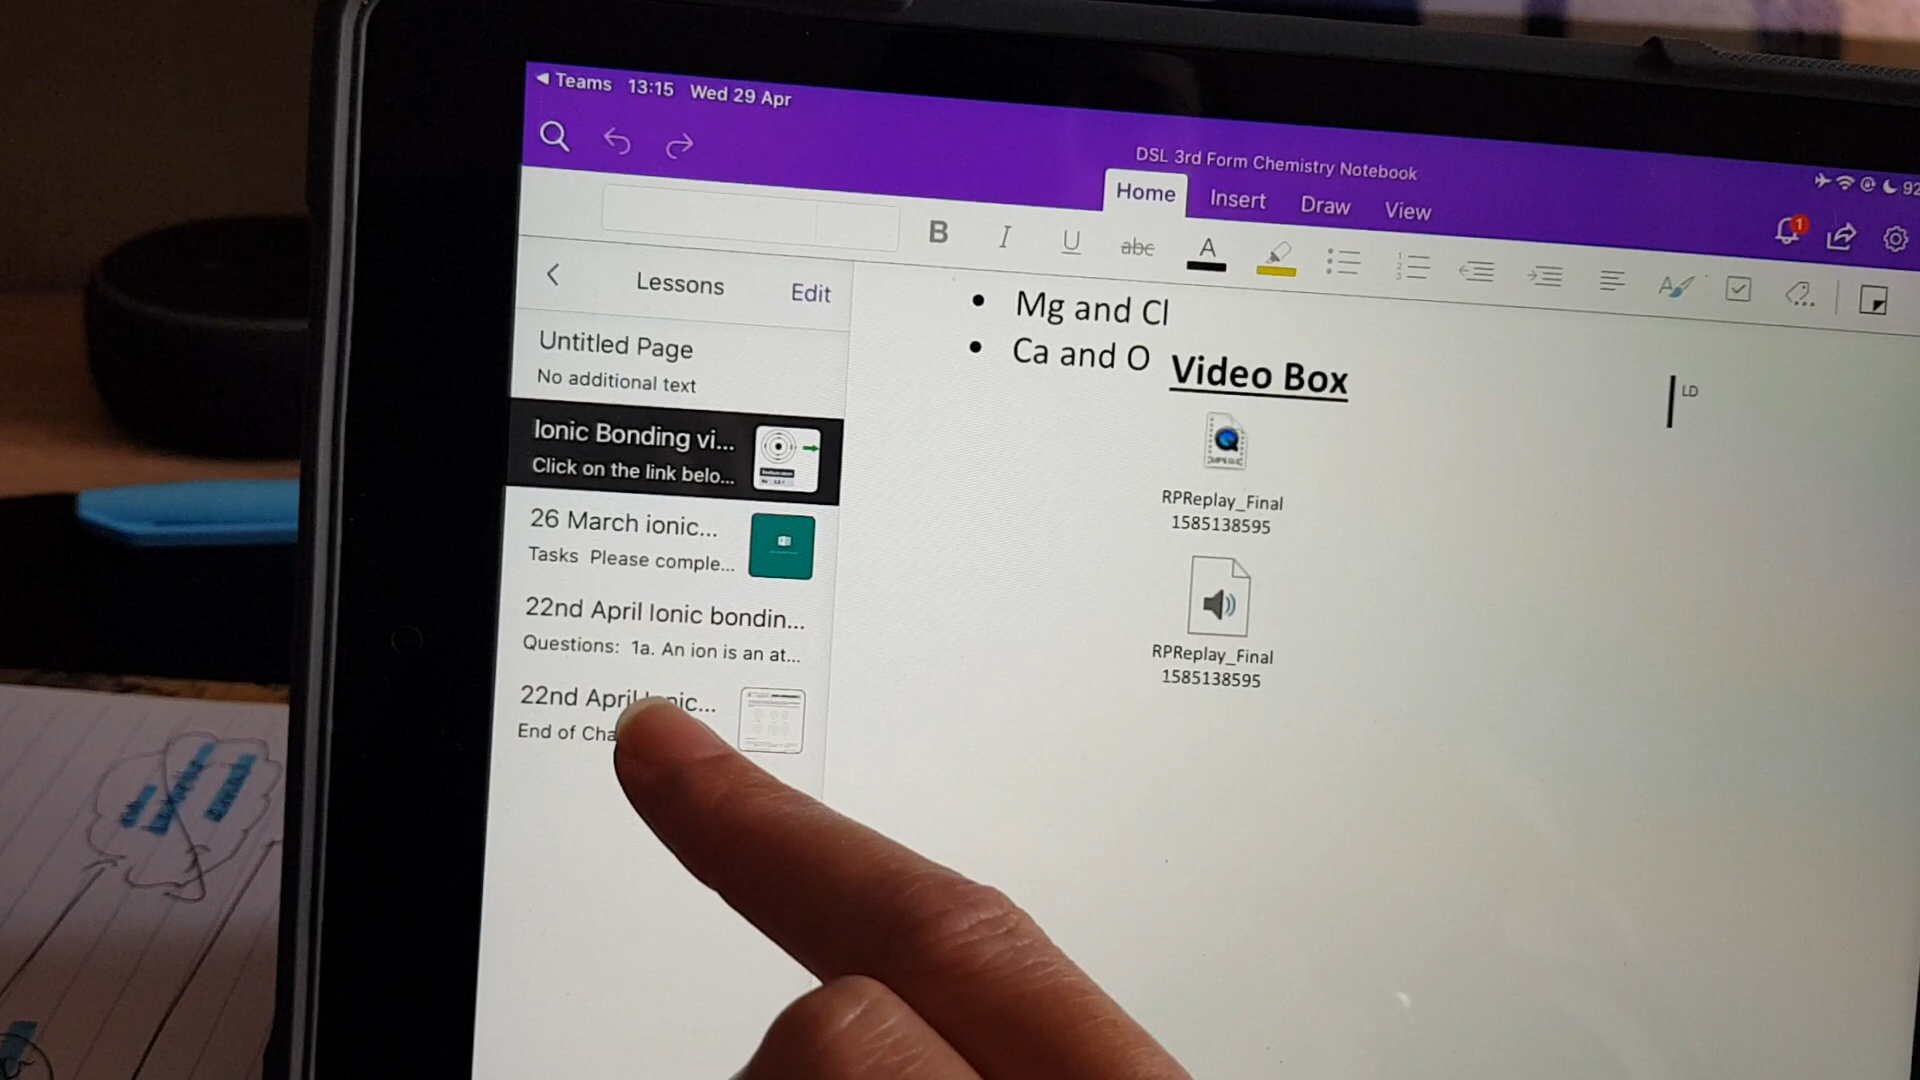 ◀ Teams 13:15 Wed 29 Apr
DSL 3rd Form Chemistry Notebook
92
Home Insert Draw View
1
B I U abc A
Lessons Edit
Untitled Page
No additional text
Ionic Bonding vi...
Click on the link belo...
26 March ionic...
Tasks Please comple...
22nd April Ionic bondin...
Questions: 1a. An ion is an at...
22nd April Ionic...
End of Cha
• Mg and Cl
• Ca and O
Video Box
LD
RPReplay_Final
1585138595
RPReplay_Final
1585138595